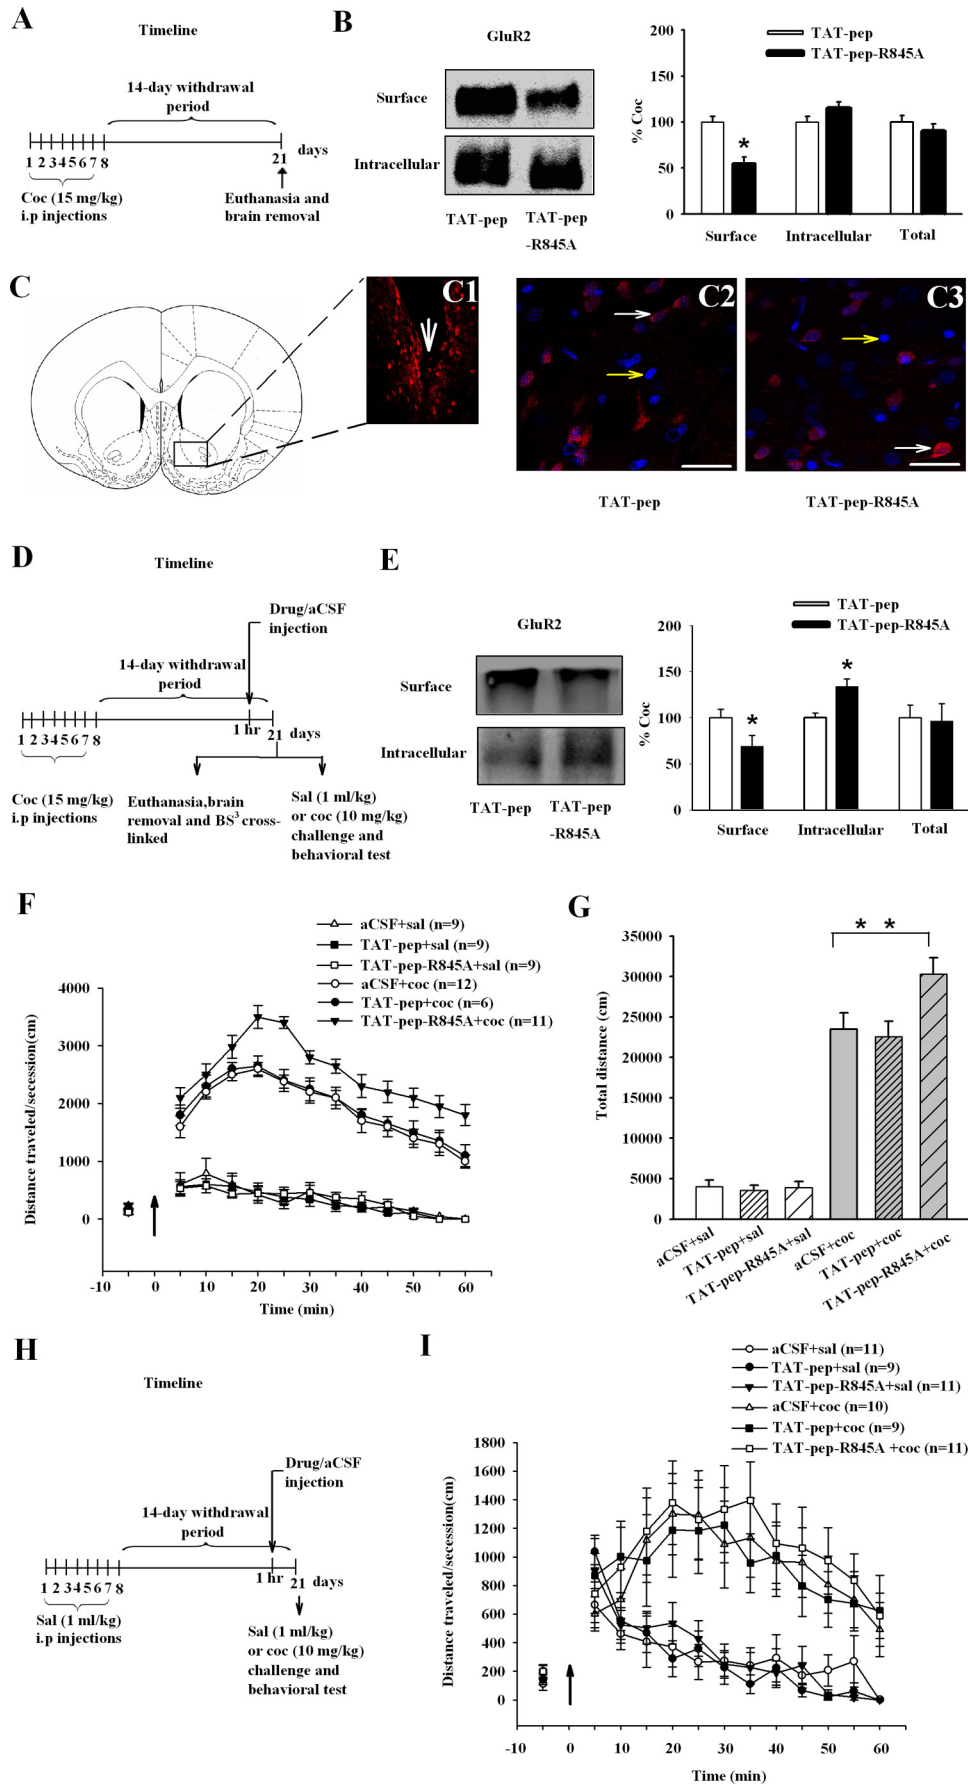 A
Timeline
14-day withdrawal
period
1 2 3 4 5 6 7 8
21 days
Coc (15 mg/kg)
i.p injections
Euthanasia and
brain removal
B
GluR2
Surface
Intracellular
TAT-pep
TAT-pep
-R845A
TAT-pep
TAT-pep-R845A
% Coc
200
150
100
50
0
*
Surface Intracellular Total
C
C1
C2
C3
TAT-pep
TAT-pep-R845A
D
Timeline
Drug/aCSF
injection
14-day withdrawal
period
1 2 3 4 5 6 7 8
1 hr
21 days
Coc (15 mg/kg)
i.p injections
Euthanasia,brain
removal and BS³ cross-
linked
Sal (1 ml/kg)
or coc (10 mg/kg)
challenge and
behavioral test
E
GluR2
Surface
Intracellular
TAT-pep
TAT-pep
-R845A
TAT-pep
TAT-pep-R845A
% Coc
200
150
100
50
0
*
*
Surface Intracellular Total
F
aCSF+sal (n=9)
TAT-pep+sal (n=9)
TAT-pep-R845A+sal (n=9)
aCSF+coc (n=12)
TAT-pep+coc (n=6)
TAT-pep-R845A+coc (n=11)
Distance traveled/secession(cm)
4000
3000
2000
1000
0
-10 0 10 20 30 40 50 60
Time (min)
G
* *
Total distance (cm)
35000
30000
25000
20000
15000
10000
5000
0
aCSF+sal
TAT-pep+sal
TAT-pep-R845A+sal
aCSF+coc
TAT-pep+coc
TAT-pep-R845A+coc
H
Timeline
Drug/aCSF
injection
14-day withdrawal
period
1 2 3 4 5 6 7 8
1 hr
21 days
Sal (1 ml/kg)
i.p injections
Sal (1 ml/kg)
or coc (10 mg/kg)
challenge and
behavioral test
I
aCSF+sal (n=11)
TAT-pep+sal (n=9)
TAT-pep-R845A+sal (n=11)
aCSF+coc (n=10)
TAT-pep+coc (n=9)
TAT-pep-R845A +coc (n=11)
Distance traveled/secession(cm)
1800
1600
1400
1200
1000
800
600
400
200
0
-10 0 10 20 30 40 50 60
Time (min)